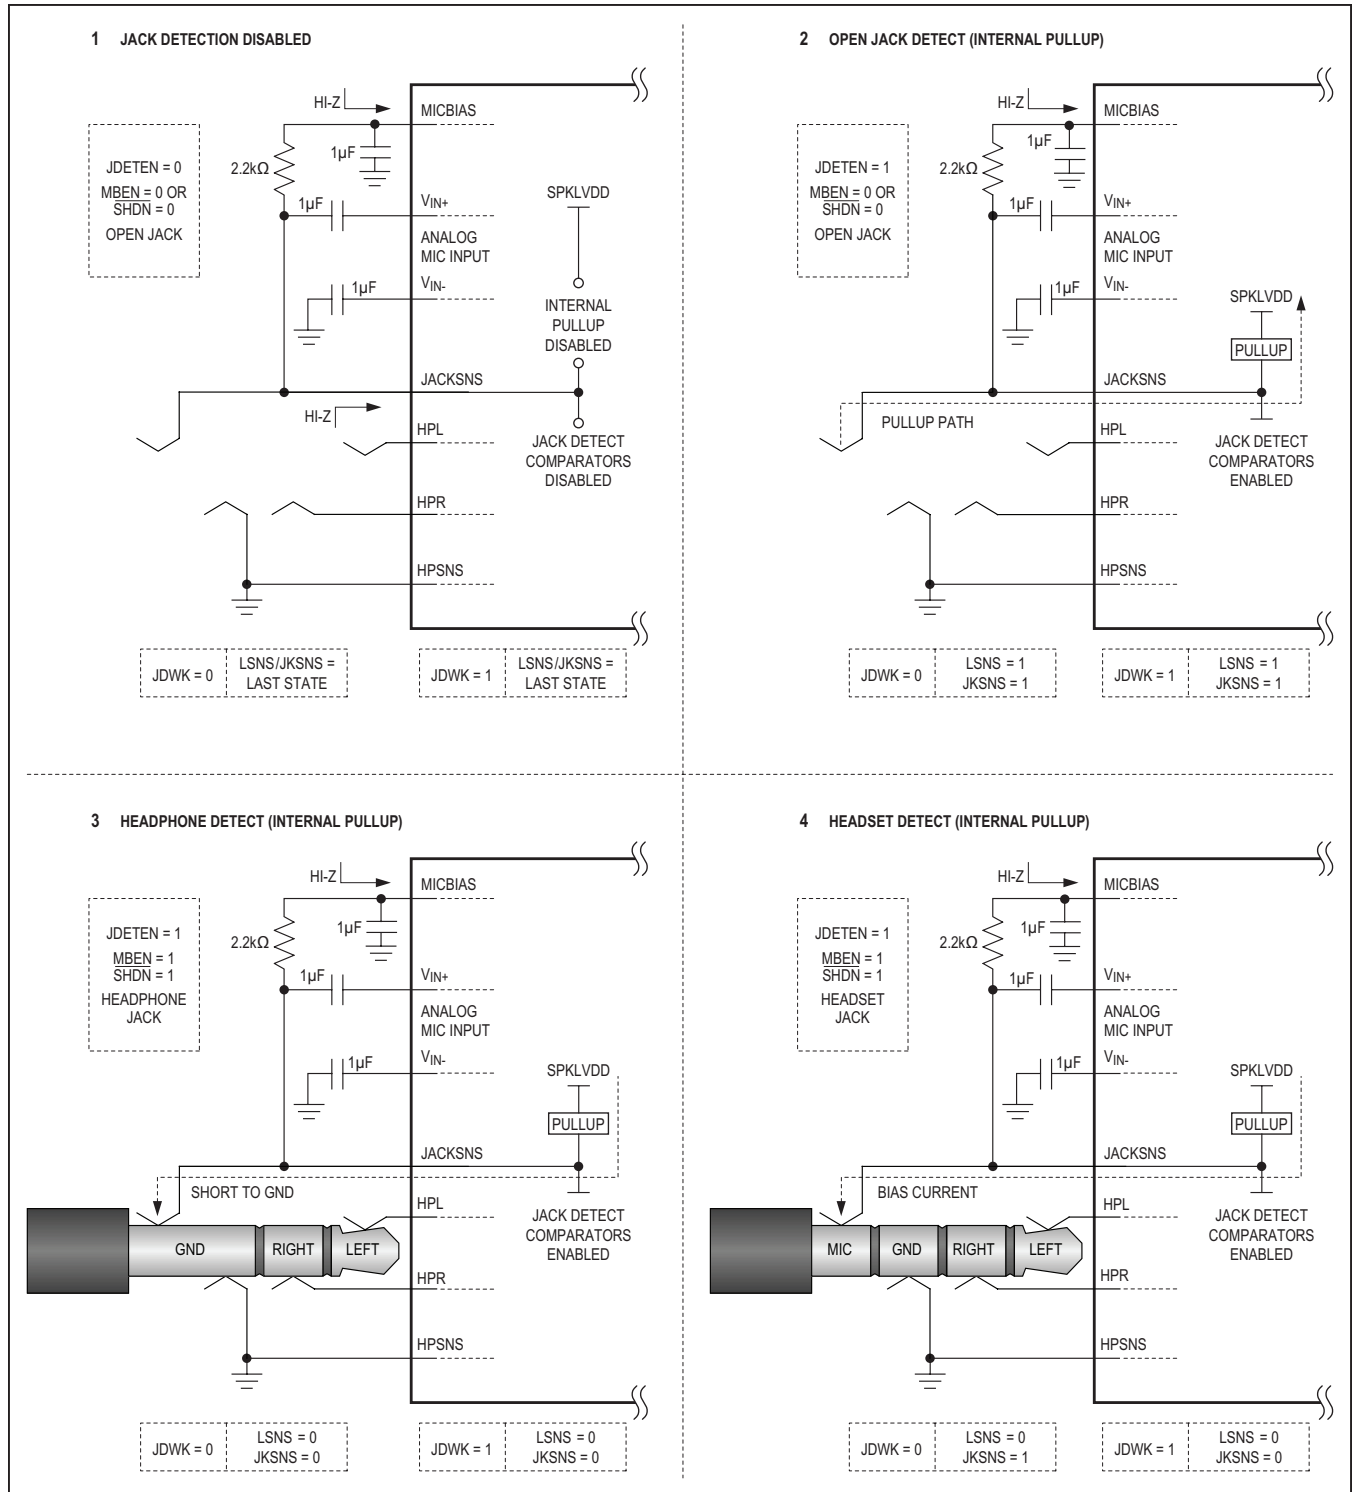 1 JACK DETECTION DISABLED
HI-Z
MICBIAS
JDETEN = 0
MBEN = 0 OR
SHDN = 0
OPEN JACK
2.2kΩ
1µF
1µF
VIN+
ANALOG
MIC INPUT
1µF
VIN-
SPKLVDD
INTERNAL
PULLUP
DISABLED
JACKSNS
HI-Z
HPL
JACK DETECT
COMPARATORS
DISABLED
HPR
HPSNS
JDWK = 0
LSNS/JKSNS =
LAST STATE
JDWK = 1
LSNS/JKSNS =
LAST STATE
2 OPEN JACK DETECT (INTERNAL PULLUP)
HI-Z
MICBIAS
JDETEN = 1
MBEN = 0 OR
SHDN = 0
OPEN JACK
2.2kΩ
1µF
1µF
VIN+
ANALOG
MIC INPUT
1µF
VIN-
SPKLVDD
PULLUP
JACKSNS
PULLUP PATH
HPL
JACK DETECT
COMPARATORS
ENABLED
HPR
HPSNS
JDWK = 0
LSNS = 1
JKSNS = 1
JDWK = 1
LSNS = 1
JKSNS = 1
3 HEADPHONE DETECT (INTERNAL PULLUP)
HI-Z
MICBIAS
JDETEN = 1
MBEN = 1
SHDN = 1
HEADPHONE
JACK
2.2kΩ
1µF
1µF
VIN+
ANALOG
MIC INPUT
1µF
VIN-
SPKLVDD
PULLUP
JACKSNS
SHORT TO GND
HPL
GND
RIGHT
LEFT
JACK DETECT
COMPARATORS
ENABLED
HPR
HPSNS
JDWK = 0
LSNS = 0
JKSNS = 0
JDWK = 1
LSNS = 0
JKSNS = 0
4 HEADSET DETECT (INTERNAL PULLUP)
HI-Z
MICBIAS
JDETEN = 1
MBEN = 1
SHDN = 1
HEADSET
JACK
2.2kΩ
1µF
1µF
VIN+
ANALOG
MIC INPUT
1µF
VIN-
SPKLVDD
PULLUP
JACKSNS
BIAS CURRENT
HPL
MIC
GND
RIGHT
LEFT
JACK DETECT
COMPARATORS
ENABLED
HPR
HPSNS
JDWK = 0
LSNS = 0
JKSNS = 1
JDWK = 1
LSNS = 0
JKSNS = 0